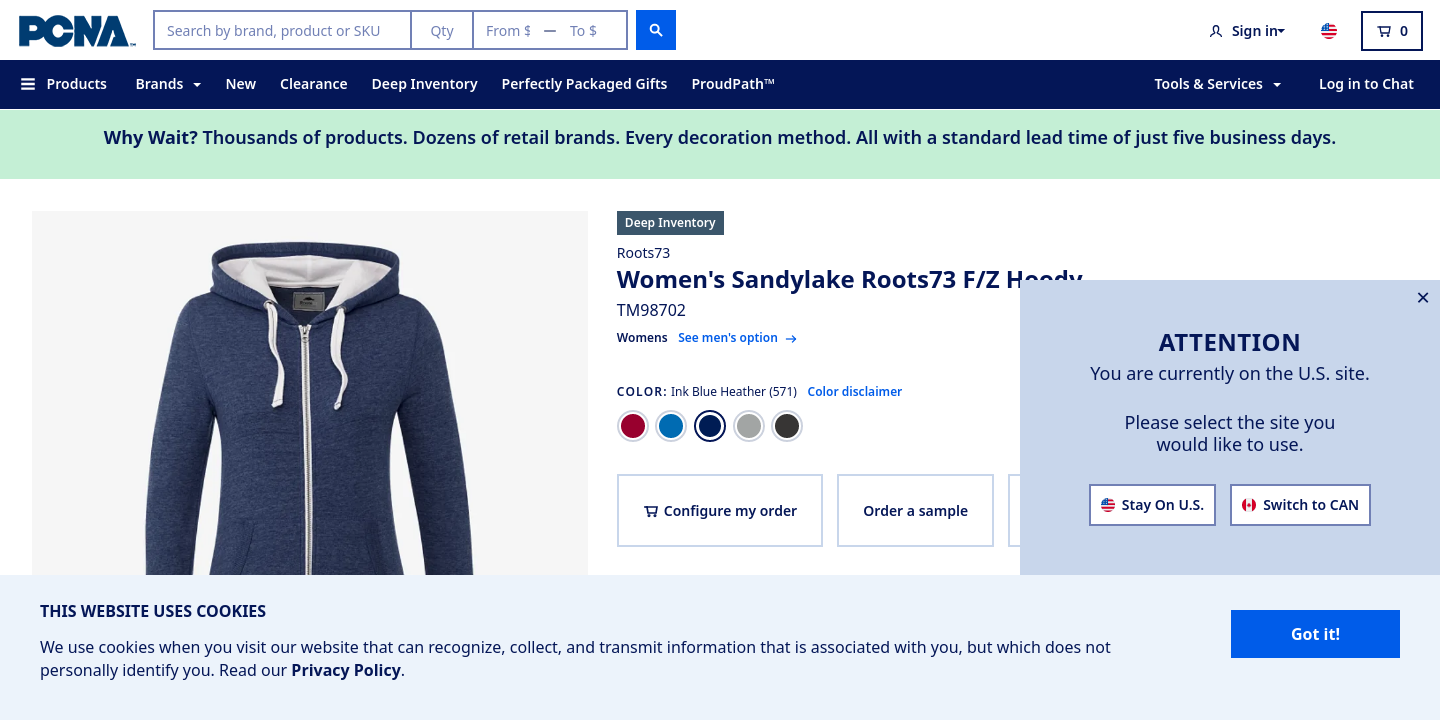 PCNA™
Search by brand, product or SKU
Qty
From $ — To $
Sign in
0
Products
Brands
New
Clearance
Deep Inventory
Perfectly Packaged Gifts
ProudPath™
Tools & Services
Log in to Chat
Why Wait? Thousands of products. Dozens of retail brands. Every decoration method. All with a standard lead time of just five business days.
Deep Inventory
Roots73
Women's Sandylake Roots73 F/Z Hoody
TM98702
Womens See men's option →
COLOR: Ink Blue Heather (571) Color disclaimer
Configure my order
Order a sample
ATTENTION
You are currently on the U.S. site.
Please select the site you
would like to use.
Stay On U.S.
Switch to CAN
THIS WEBSITE USES COOKIES
We use cookies when you visit our website that can recognize, collect, and transmit information that is associated with you, but which does not
personally identify you. Read our Privacy Policy.
Got it!